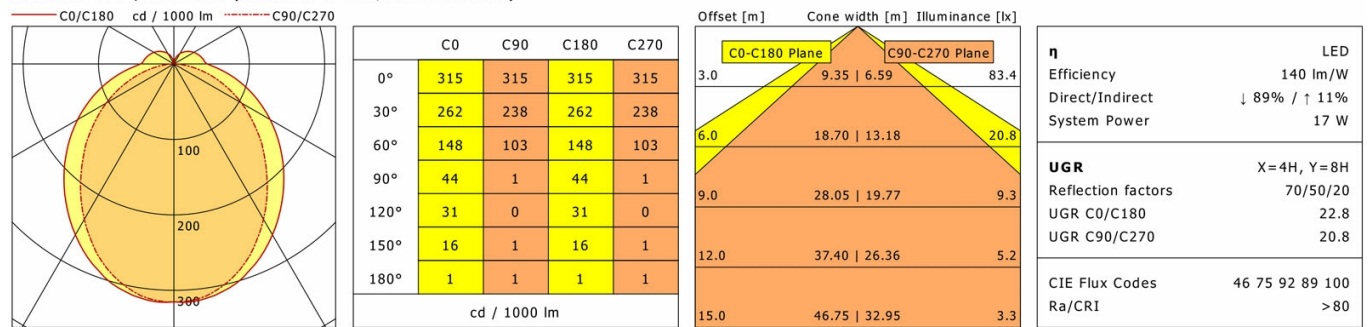 C0/C180 cd / 1000 lm C90/C270
100
200
300
C0 C90 C180 C270
0° 315 315 315 315
30° 262 238 262 238
60° 148 103 148 103
90° 44 1 44 1
120° 31 0 31 0
150° 16 1 16 1
180° 1 1 1 1
cd / 1000 lm
Offset [m] Cone width [m] Illuminance [lx]
C0-C180 Plane C90-C270 Plane
3.0 9.35 | 6.59 83.4
6.0 18.70 | 13.18 20.8
9.0 28.05 | 19.77 9.3
12.0 37.40 | 26.36 5.2
15.0 46.75 | 32.95 3.3
η LED
Efficiency 140 lm/W
Direct/Indirect ↓ 89% / ↑ 11%
System Power 17 W
UGR X=4H, Y=8H
Reflection factors 70/50/20
UGR C0/C180 22.8
UGR C90/C270 20.8
CIE Flux Codes 46 75 92 89 100
Ra/CRI >80